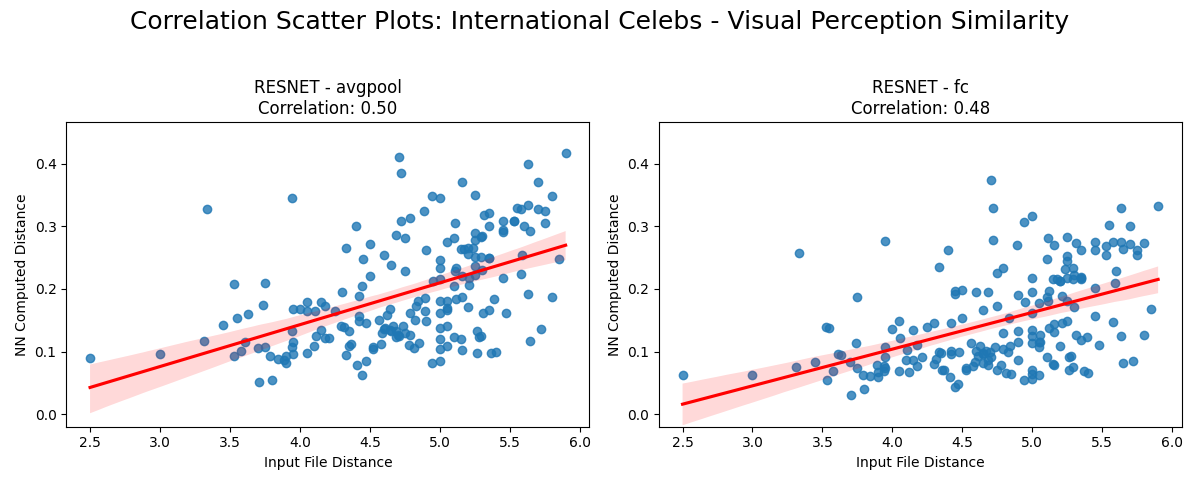 Correlation Scatter Plots: International Celebs - Visual Perception Similarity
RESNET - avgpool
Correlation: 0.50
NN Computed Distance
0.4
0.3
0.2
0.1
0.0
2.5 3.0 3.5 4.0 4.5 5.0 5.5 6.0
Input File Distance
RESNET - fc
Correlation: 0.48
NN Computed Distance
0.4
0.3
0.2
0.1
0.0
2.5 3.0 3.5 4.0 4.5 5.0 5.5 6.0
Input File Distance